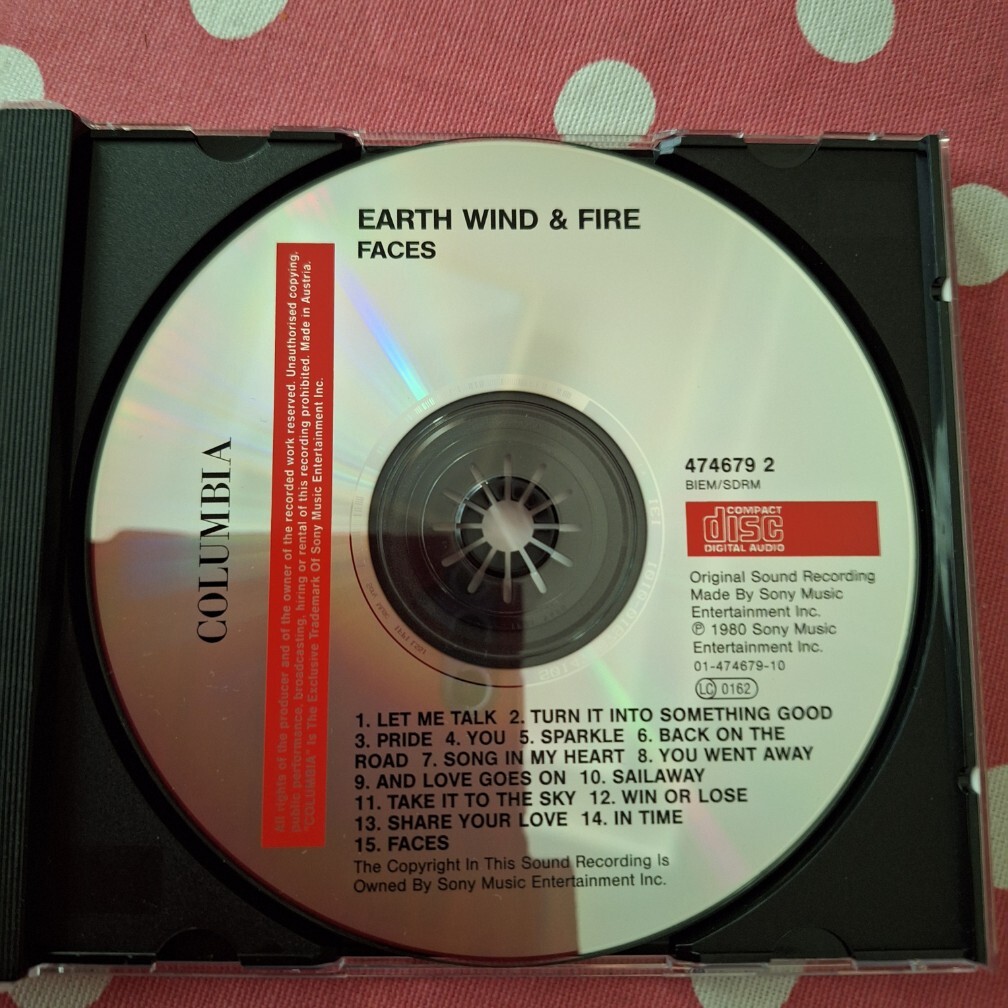 EARTH WIND & FIRE
FACES
All rights of the producer and of the owner of the recorded work reserved. Unauthorised copying,
public performance, broadcasting, hiring or rental of this recording prohibited. Made in Austria.
"COLUMBIA" Is The Exclusive Trademark Of Sony Music Entertainment Inc.
COLUMBIA
474679 2
BIEM/SDRM
COMPACT
disc
DIGITAL AUDIO
Original Sound Recording
Made By Sony Music
Entertainment Inc.
℗ 1980 Sony Music
Entertainment Inc.
01-474679-10
LC 0162
1. LET ME TALK 2. TURN IT INTO SOMETHING GOOD
3. PRIDE 4. YOU 5. SPARKLE 6. BACK ON THE
ROAD 7. SONG IN MY HEART 8. YOU WENT AWAY
9. AND LOVE GOES ON 10. SAILAWAY
11. TAKE IT TO THE SKY 12. WIN OR LOSE
13. SHARE YOUR LOVE 14. IN TIME
15. FACES
The Copyright In This Sound Recording Is
Owned By Sony Music Entertainment Inc.